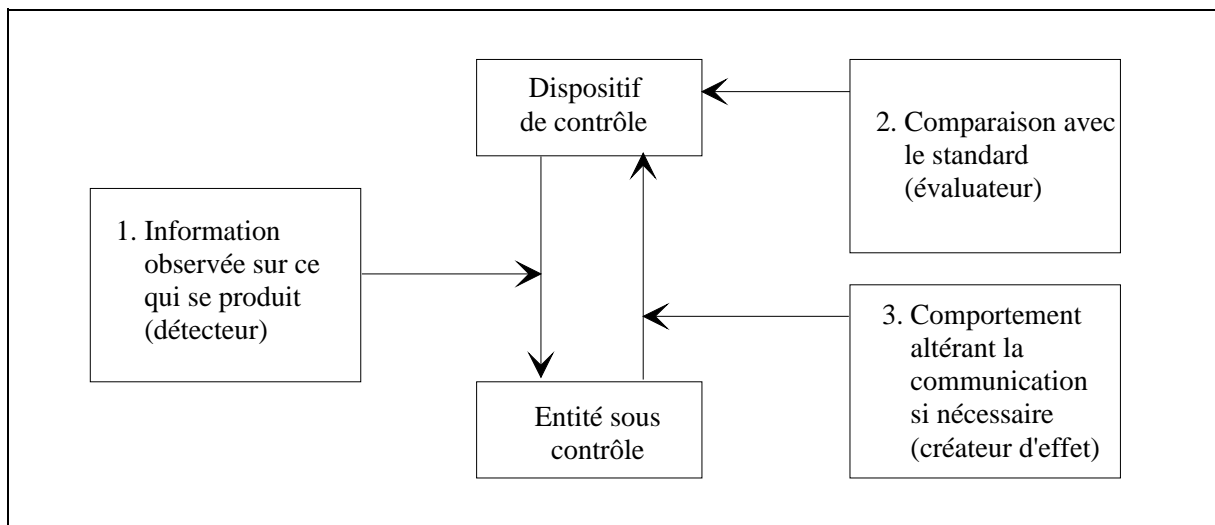 Dispositif
de contrôle
1. Information
observée sur ce
qui se produit
(détecteur)
2. Comparaison avec
le standard
(évaluateur)
3. Comportement
altérant la
communication
si nécessaire
(créateur d'effet)
Entité sous
contrôle